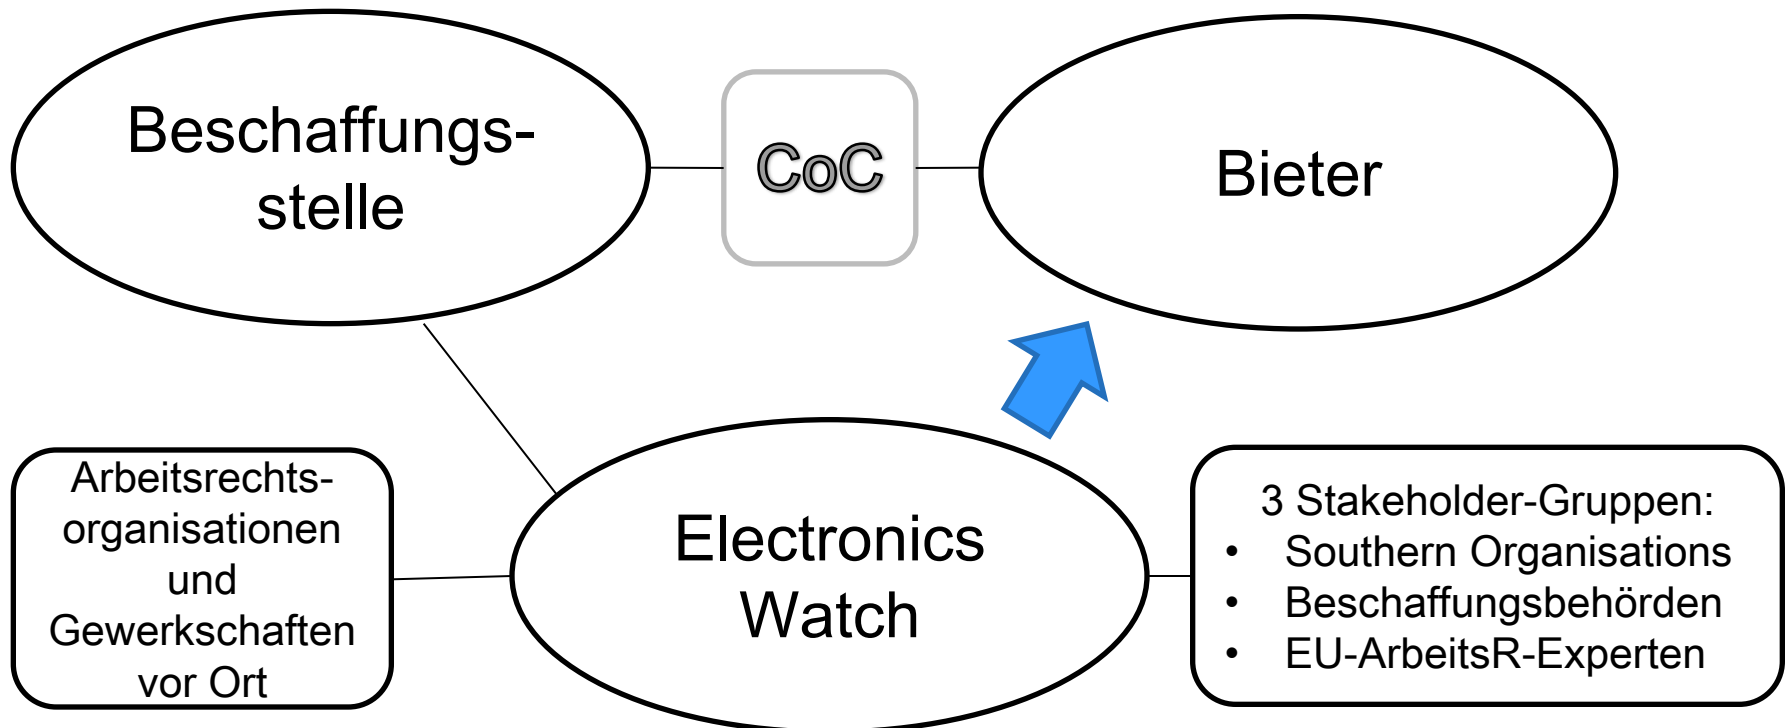 Beschaffungs-
stelle
CoC
Bieter
Arbeitsrechts-
organisationen
und
Gewerkschaften
vor Ort
Electronics
Watch
3 Stakeholder-Gruppen:
• Southern Organisations
• Beschaffungsbehörden
• EU-ArbeitsR-Experten